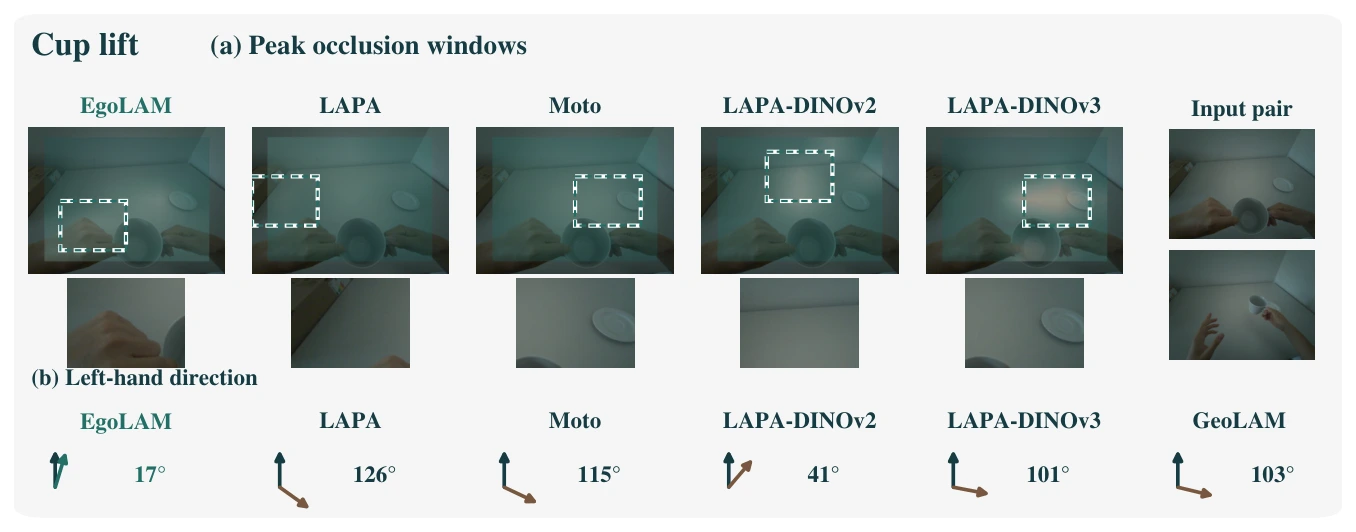 Cup lift
(a) Peak occlusion windows
EgoLAM
LAPA
Moto
LAPA-DINOv2
LAPA-DINOv3
Input pair
(b) Left-hand direction
EgoLAM
LAPA
Moto
LAPA-DINOv2
LAPA-DINOv3
GeoLAM
17°
126°
115°
41°
101°
103°